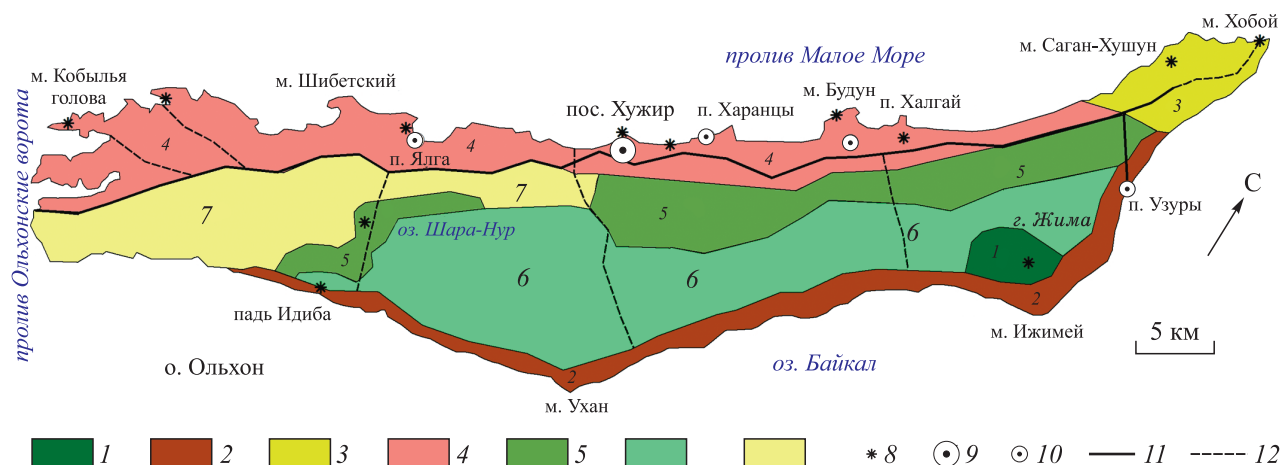 м. Хобой
м. Саган-Хушун
пролив Малое Море
м. Кобылья
голова
м. Шибетский
м. Будун
пос. Хужир
п. Харанцы
п. Халгай
3
4
4
4
п. Ялга
5
С
7
7
5
п. Узуры
оз. Шара-Нур
г. Жима
6
1
5
6
6
2
падь Идиба
м. Ижимей
5 км
пролив Ольхонские ворота
о. Ольхон
оз. Байкал
2
м. Ухан
1 2 3 4 5 8 9 10 11 12